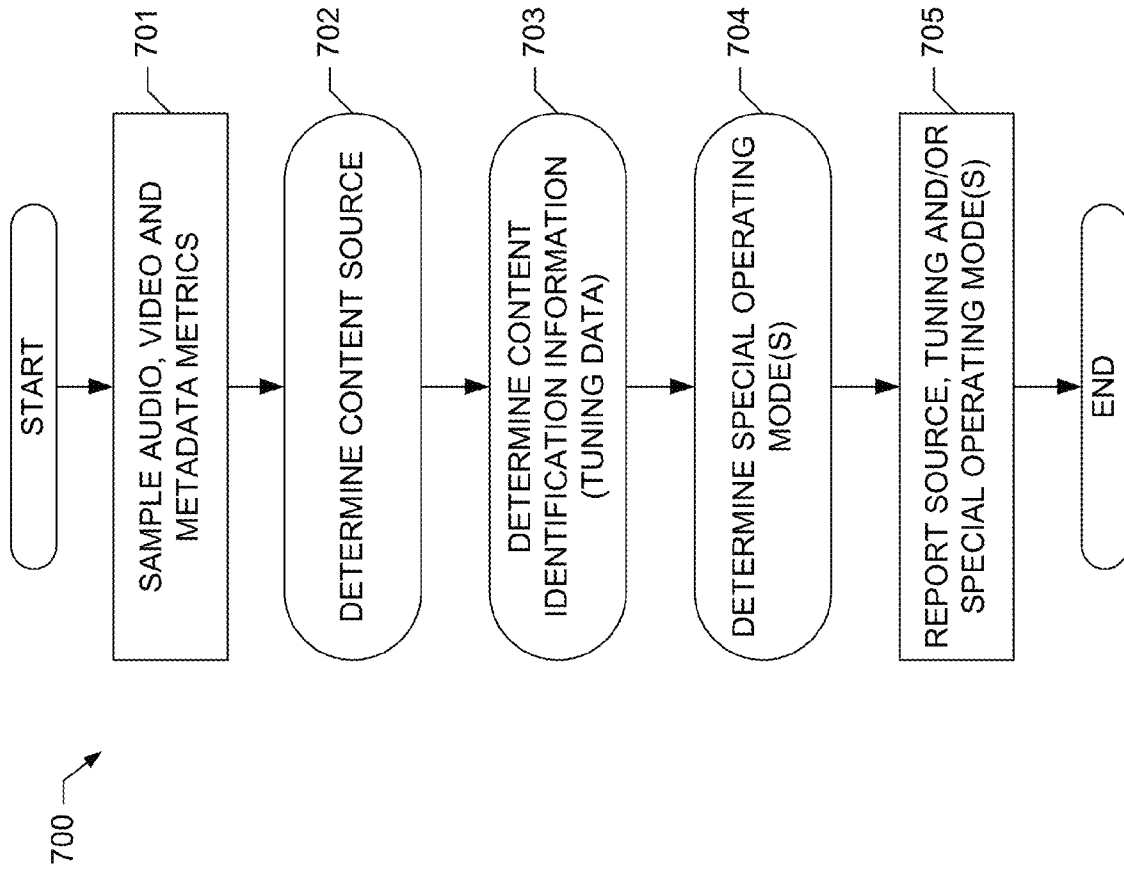 700
START
SAMPLE AUDIO, VIDEO AND
METADATA METRICS
701
DETERMINE CONTENT SOURCE
702
DETERMINE CONTENT
IDENTIFICATION INFORMATION
(TUNING DATA)
703
DETERMINE SPECIAL OPERATING
MODE(S)
704
REPORT SOURCE, TUNING AND/OR
SPECIAL OPERATING MODE(S)
705
END